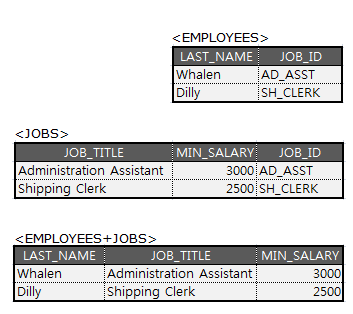 <EMPLOYEES>
LAST_NAME JOB_ID
Whalen AD_ASST
Dilly SH_CLERK
<JOBS>
JOB_TITLE MIN_SALARY JOB_ID
Administration Assistant 3000 AD_ASST
Shipping Clerk 2500 SH_CLERK
<EMPLOYEES+JOBS>
LAST_NAME JOB_TITLE MIN_SALARY
Whalen Administration Assistant 3000
Dilly Shipping Clerk 2500